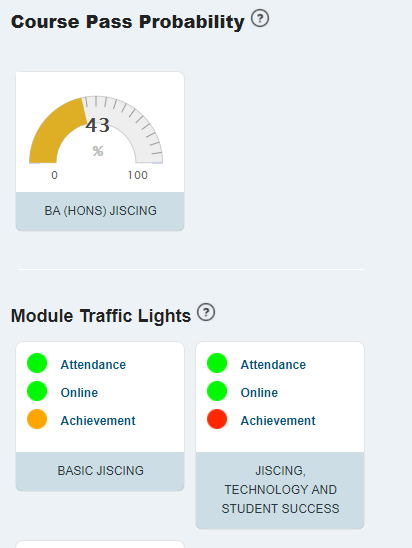 Course Pass Probability ?
43
%
0 100
BA (HONS) JISCING
Module Traffic Lights ?
Attendance
Online
Achievement
BASIC JISCING
Attendance
Online
Achievement
JISCING,
TECHNOLOGY AND
STUDENT SUCCESS